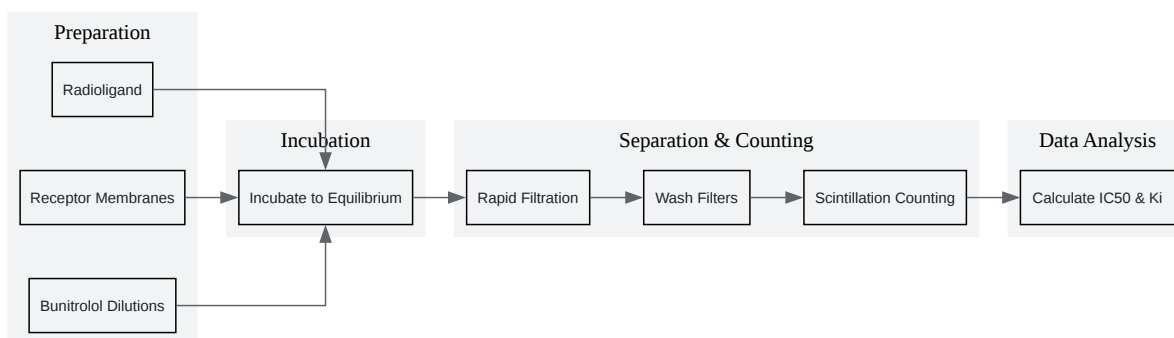 Preparation
Radioligand
Receptor Membranes
Bunitrolol Dilutions
Incubation
Incubate to Equilibrium
Separation & Counting
Rapid Filtration
Wash Filters
Scintillation Counting
Data Analysis
Calculate IC50 & Ki